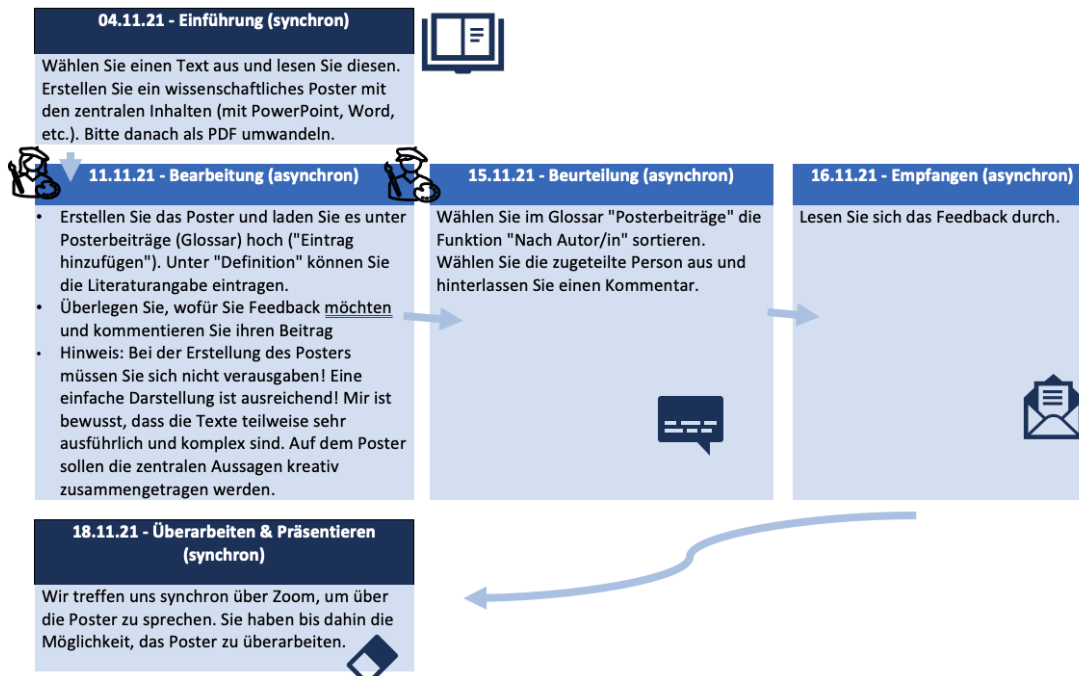 04.11.21 - Einführung (synchron)
Wählen Sie einen Text aus und lesen Sie diesen.
Erstellen Sie ein wissenschaftliches Poster mit
den zentralen Inhalten (mit PowerPoint, Word,
etc.). Bitte danach als PDF umwandeln.
11.11.21 - Bearbeitung (asynchron)
• Erstellen Sie das Poster und laden Sie es unter
Posterbeiträge (Glossar) hoch ("Eintrag
hinzufügen"). Unter "Definition" können Sie
die Literaturangabe eintragen.
• Überlegen Sie, wofür Sie Feedback möchten
und kommentieren Sie ihren Beitrag
• Hinweis: Bei der Erstellung des Posters
müssen Sie sich nicht verausgaben! Eine
einfache Darstellung ist ausreichend! Mir ist
bewusst, dass die Texte teilweise sehr
ausführlich und komplex sind. Auf dem Poster
sollen die zentralen Aussagen kreativ
zusammengetragen werden.
15.11.21 - Beurteilung (asynchron)
Wählen Sie im Glossar "Posterbeiträge" die
Funktion "Nach Autor/in" sortieren.
Wählen Sie die zugeteilte Person aus und
hinterlassen Sie einen Kommentar.
16.11.21 - Empfangen (asynchron)
Lesen Sie sich das Feedback durch.
18.11.21 - Überarbeiten & Präsentieren
(synchron)
Wir treffen uns synchron über Zoom, um über
die Poster zu sprechen. Sie haben bis dahin die
Möglichkeit, das Poster zu überarbeiten.